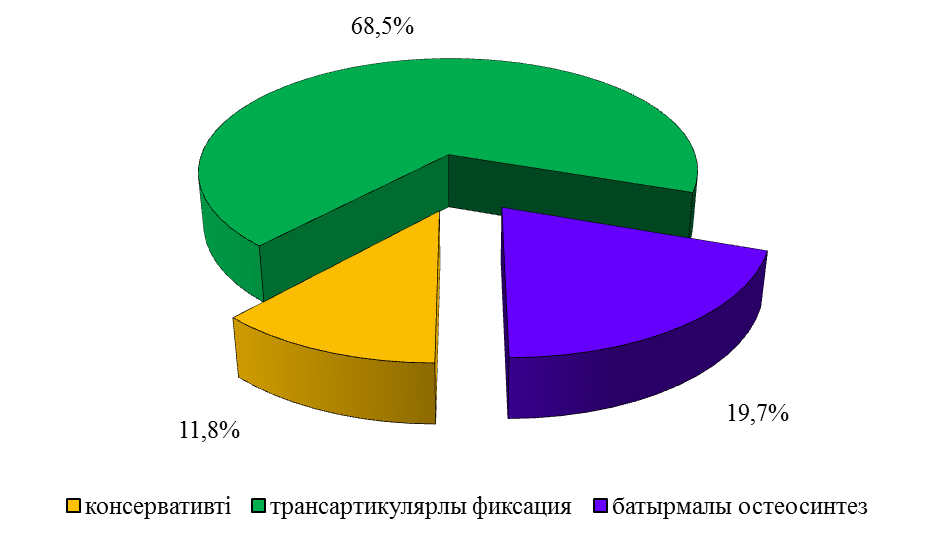 68,5%
19,7%
11,8%
консервативті трансартикулярлы фиксация батырмалы остеосинтез